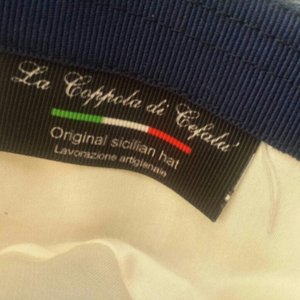 La Coppola di Cefalu'
Original sicilian hat
Lavorazione artigianale